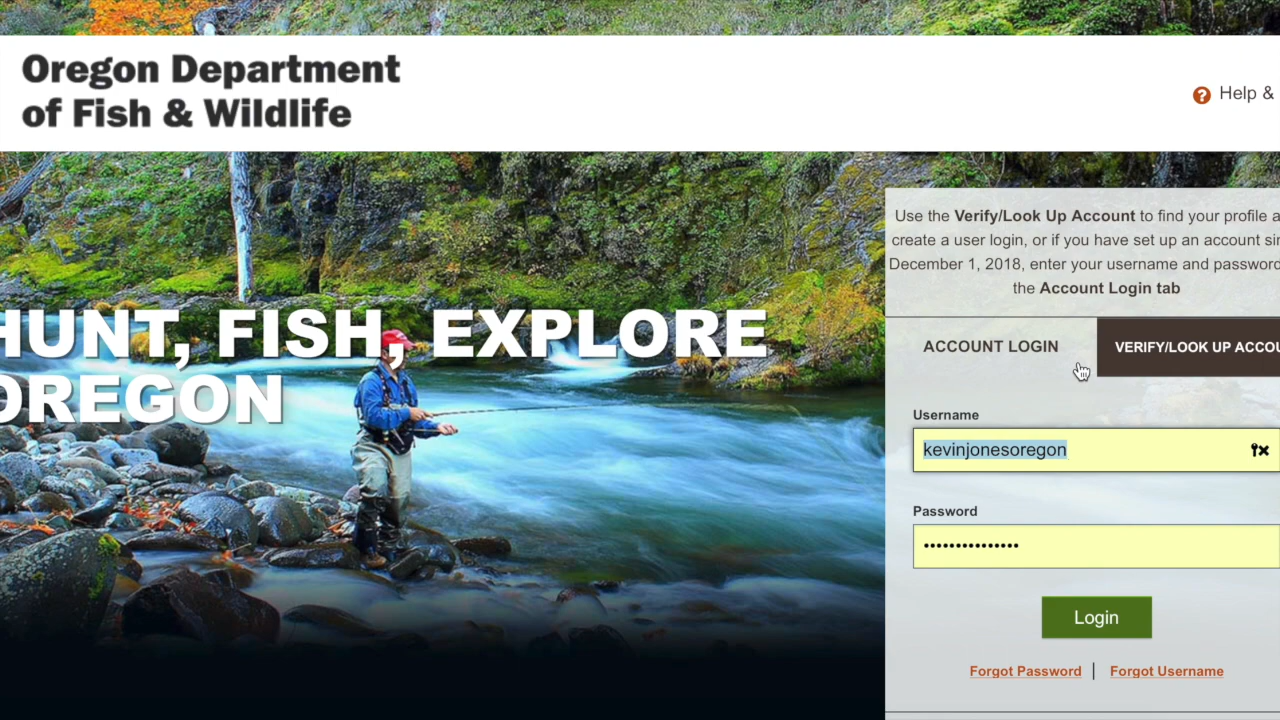 Oregon Department
of Fish & Wildlife
Help &
HUNT, FISH, EXPLORE
OREGON
Use the Verify/Look Up Account to find your profile a
create a user login, or if you have set up an account sin
December 1, 2018, enter your username and password
the Account Login tab
ACCOUNT LOGIN
VERIFY/LOOK UP ACCOU
Username
kevinjonesoregon
Password
•••••••••••••••
Login
Forgot Password | Forgot Username